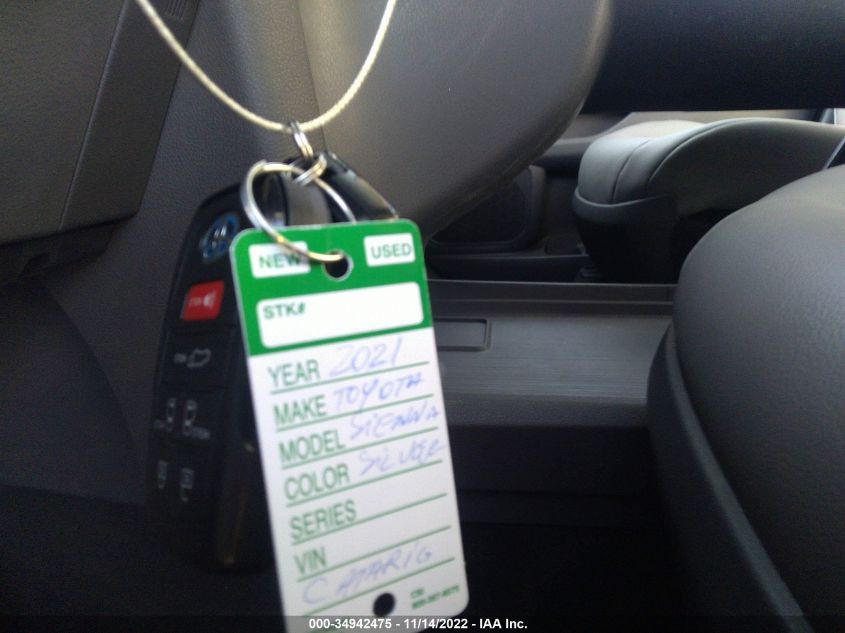 NEW USED
STK#
YEAR 2021
MAKE TOYOTA
MODEL SIENNA
COLOR SILVER
SERIES
VIN
000-34942475 - 11/14/2022 - IAA Inc.